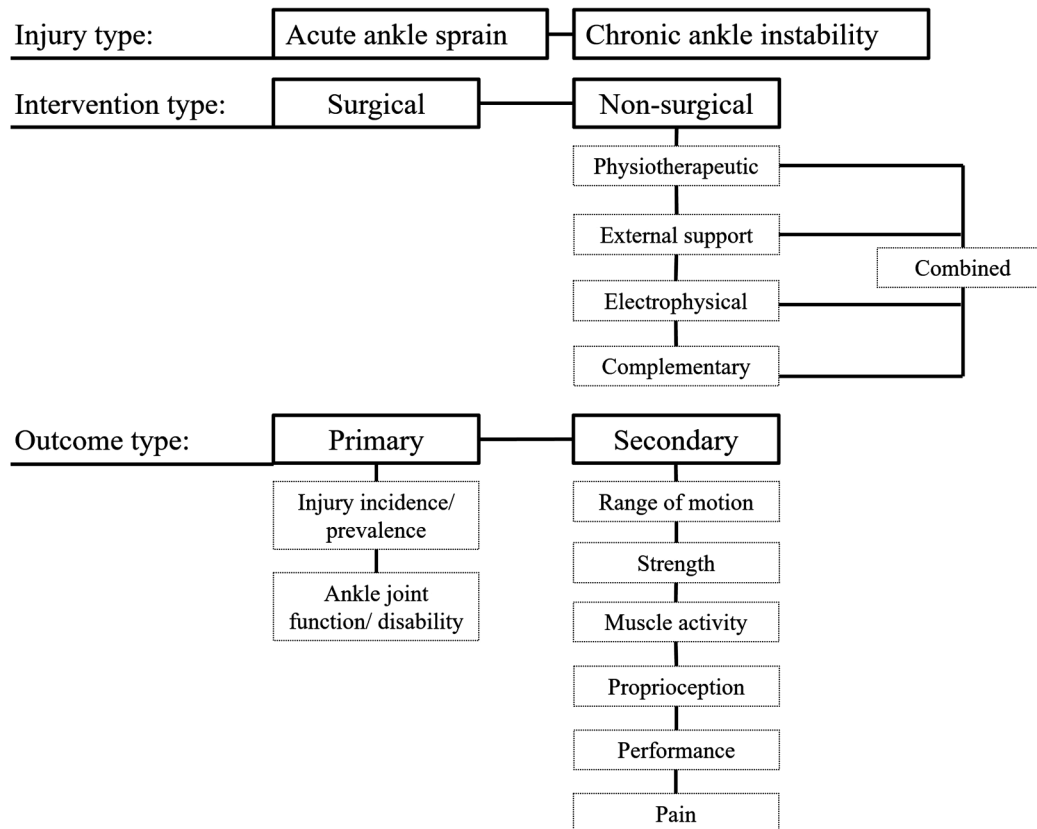 Injury type:
Acute ankle sprain
Chronic ankle instability
Intervention type:
Surgical
Non-surgical
Physiotherapeutic
External support
Combined
Electrophysical
Complementary
Outcome type:
Primary
Secondary
Injury incidence/
prevalence
Ankle joint
function/ disability
Range of motion
Strength
Muscle activity
Proprioception
Performance
Pain